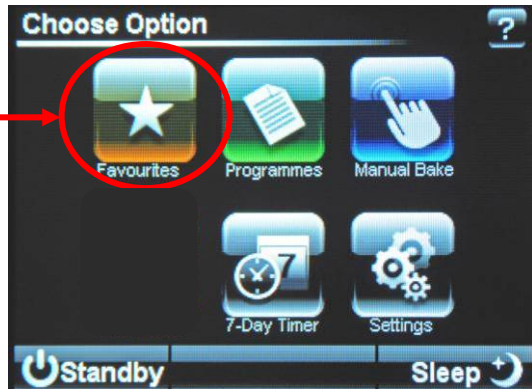 Choose Option
?
Favourites Programmes Manual Bake
7
7-Day Timer Settings
Standby Sleep